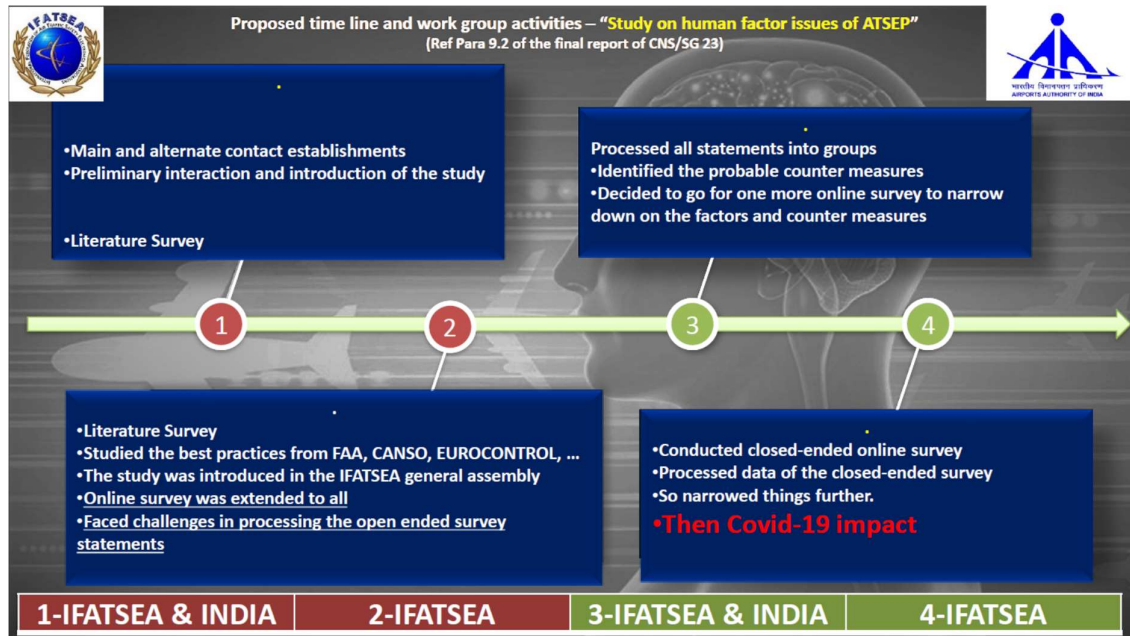 Proposed time line and work group activities – “Study on human factor issues of ATSEP”
(Ref Para 9.2 of the final report of CNS/SG 23)
IFATSEA
भारतीय विमानपत्तन प्राधिकरण
AIRPORTS AUTHORITY OF INDIA
•Main and alternate contact establishments
•Preliminary interaction and introduction of the study
•Literature Survey
Processed all statements into groups
•Identified the probable counter measures
•Decided to go for one more online survey to narrow
down on the factors and counter measures
1
2
3
4
•Literature Survey
•Studied the best practices from FAA, CANSO, EUROCONTROL, ...
•The study was introduced in the IFATSEA general assembly
•Online survey was extended to all
•Faced challenges in processing the open ended survey
statements
•Conducted closed-ended online survey
•Processed data of the closed-ended survey
•So narrowed things further.
•Then Covid-19 impact
1-IFATSEA & INDIA
2-IFATSEA
3-IFATSEA & INDIA
4-IFATSEA